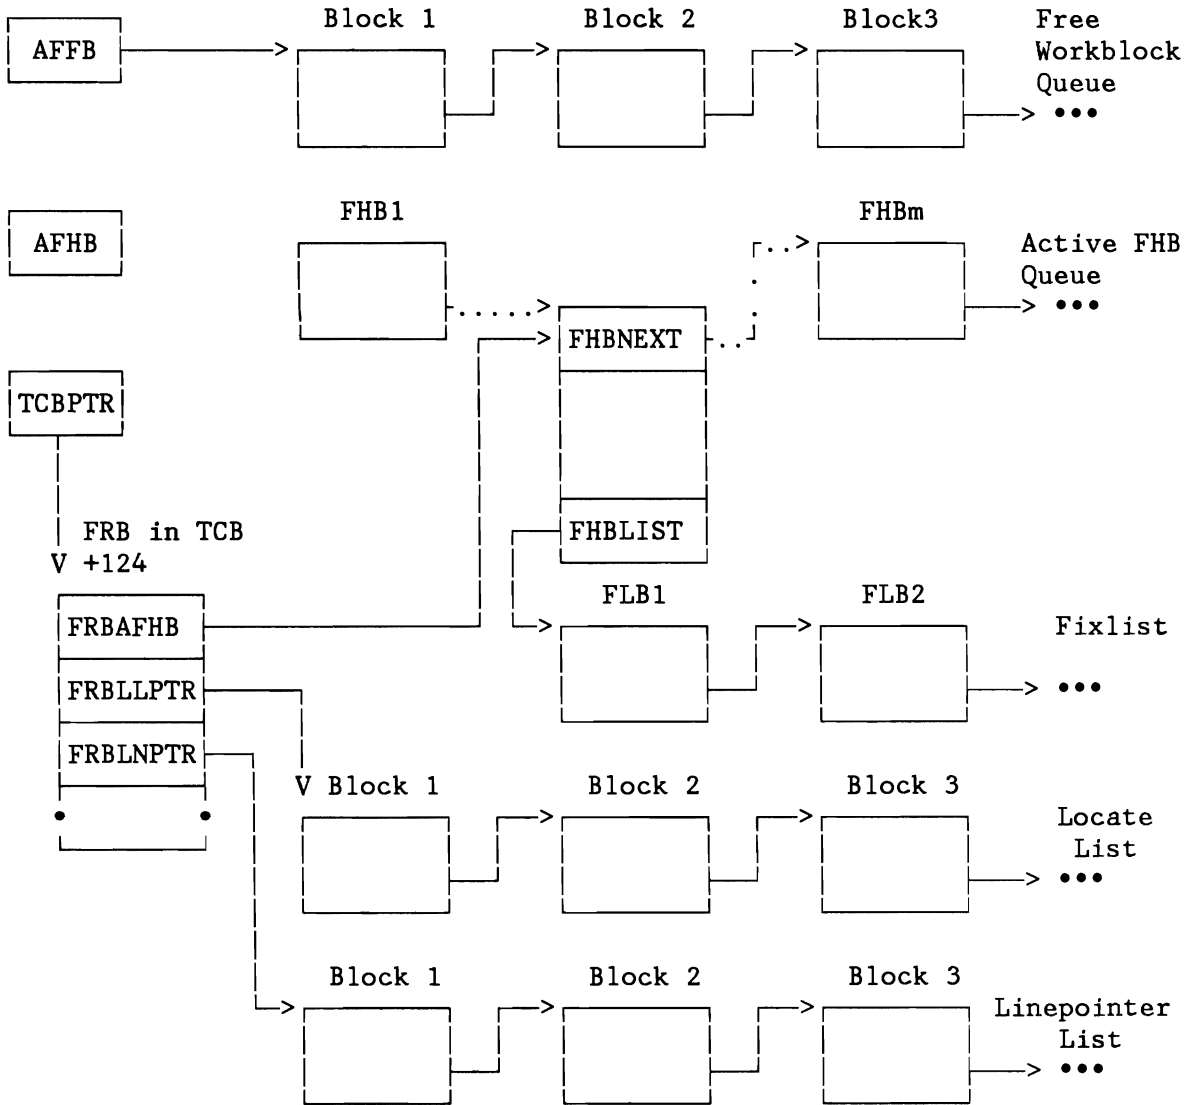 Block 1 Block 2 Block3 Free
AFFB Workblock
Queue
•••
FHB1 FHBm
AFHB Active FHB
Queue
•••
FHBNEXT
TCBPTR
FRB in TCB FHBLIST
V +124
FLB1 FLB2
FRBAFHB Fixlist
FRBLLPTR •••
FRBLNPTR
V Block 1 Block 2 Block 3
Locate
List
•••
Block 1 Block 2 Block 3
Linepointer
List
•••